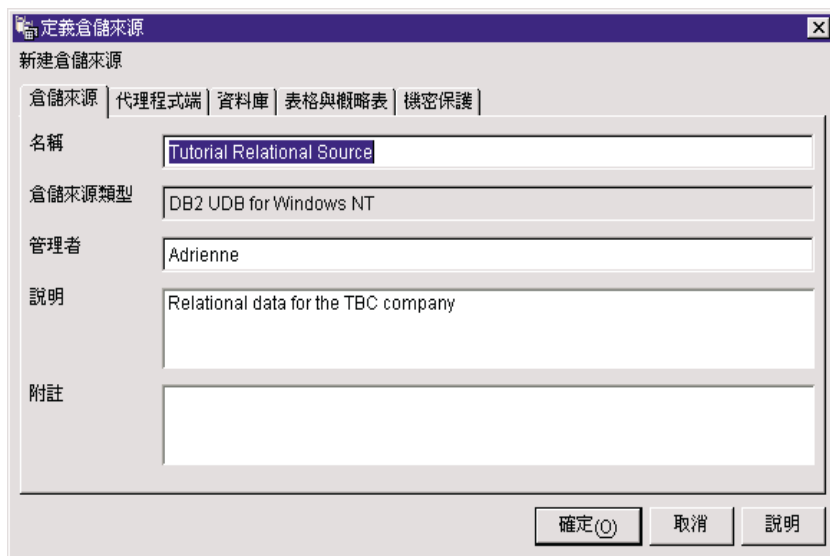 定義倉儲來源
新建倉儲來源
倉儲來源 代理程式端 資料庫 表格與概略表 機密保護
名稱 Tutorial Relational Source
倉儲來源類型 DB2 UDB for Windows NT
管理者 Adrienne
說明 Relational data for the TBC company
附註
確定(O) 取消 說明